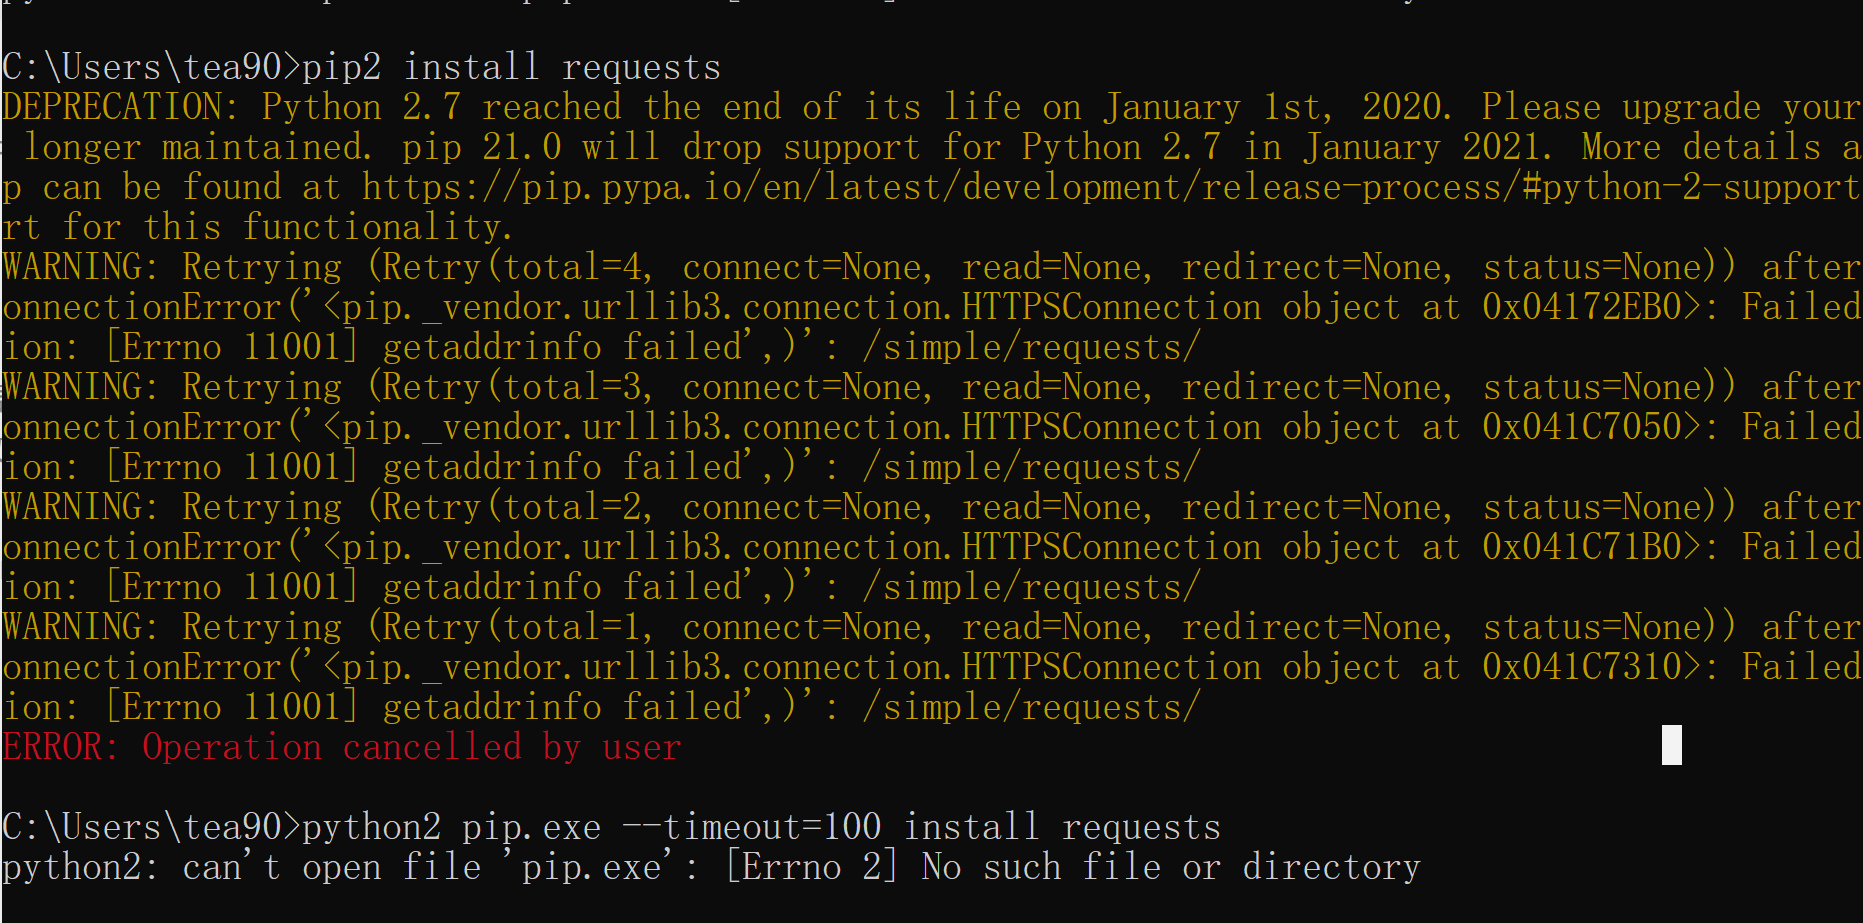 C:\Users\tea90>pip2 install requests
DEPRECATION: Python 2.7 reached the end of its life on January 1st, 2020. Please upgrade your
longer maintained. pip 21.0 will drop support for Python 2.7 in January 2021. More details a
p can be found at https://pip.pypa.io/en/latest/development/release-process/#python-2-support
rt for this functionality.
WARNING: Retrying (Retry(total=4, connect=None, read=None, redirect=None, status=None)) after
onnectionError('<pip._vendor.urllib3.connection.HTTPSConnection object at 0x04172EB0>: Failed
ion: [Errno 11001] getaddrinfo failed',)': /simple/requests/
WARNING: Retrying (Retry(total=3, connect=None, read=None, redirect=None, status=None)) after
onnectionError('<pip._vendor.urllib3.connection.HTTPSConnection object at 0x041C7050>: Failed
ion: [Errno 11001] getaddrinfo failed',)': /simple/requests/
WARNING: Retrying (Retry(total=2, connect=None, read=None, redirect=None, status=None)) after
onnectionError('<pip._vendor.urllib3.connection.HTTPSConnection object at 0x041C71B0>: Failed
ion: [Errno 11001] getaddrinfo failed',)': /simple/requests/
WARNING: Retrying (Retry(total=1, connect=None, read=None, redirect=None, status=None)) after
onnectionError('<pip._vendor.urllib3.connection.HTTPSConnection object at 0x041C7310>: Failed
ion: [Errno 11001] getaddrinfo failed',)': /simple/requests/
ERROR: Operation cancelled by user
C:\Users\tea90>python2 pip.exe --timeout=100 install requests
python2: can't open file 'pip.exe': [Errno 2] No such file or directory